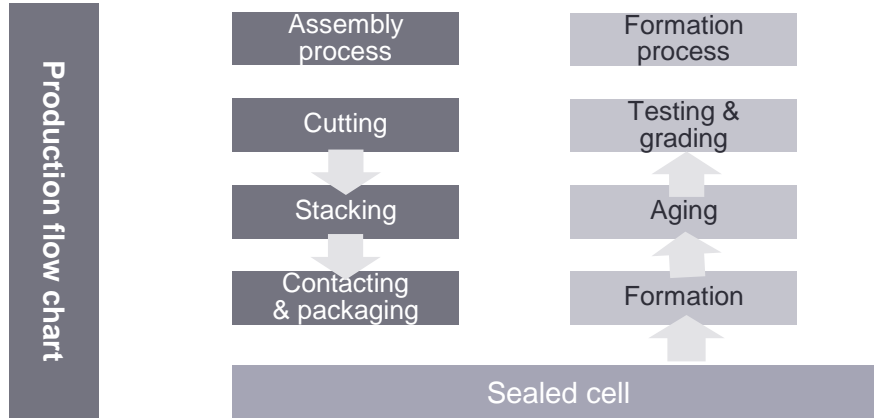 Production flow chart
Assembly
process
Cutting
Stacking
Contacting
& packaging
Formation
process
Testing &
grading
Aging
Formation
Sealed cell